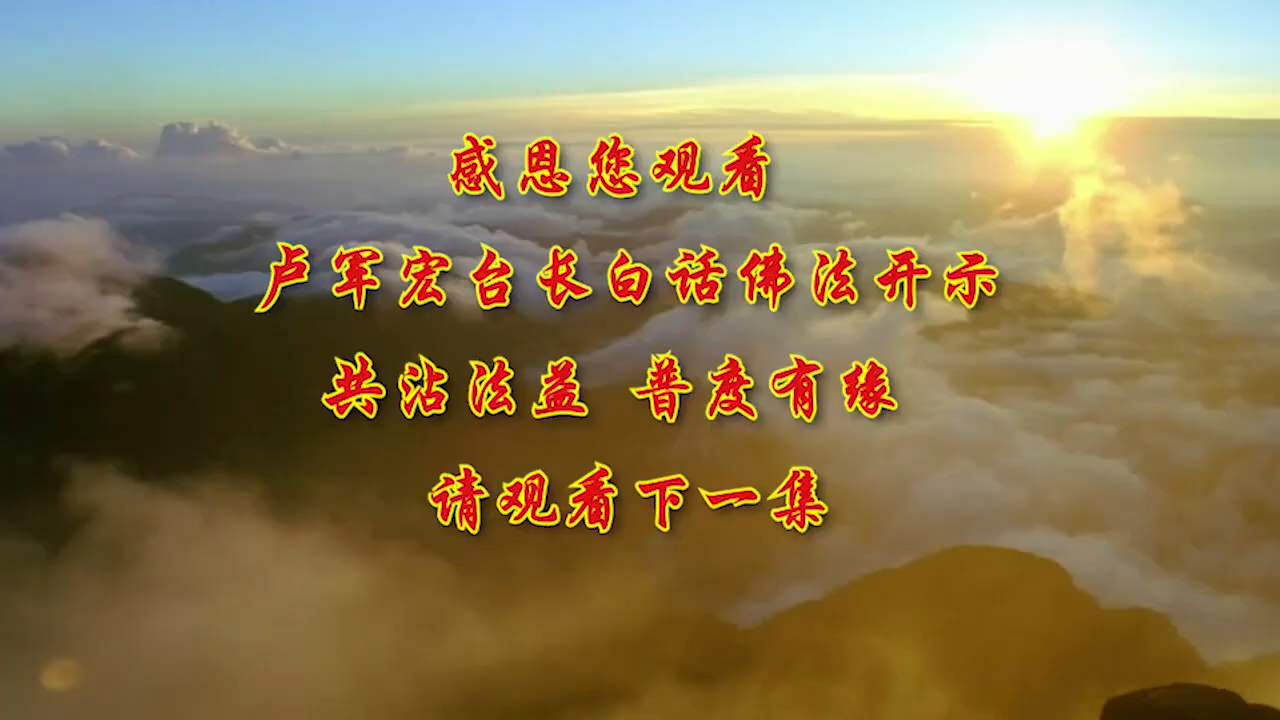 感恩您观看
卢军宏台长白话佛法开示
共沾法益 普度有缘
请观看下一集